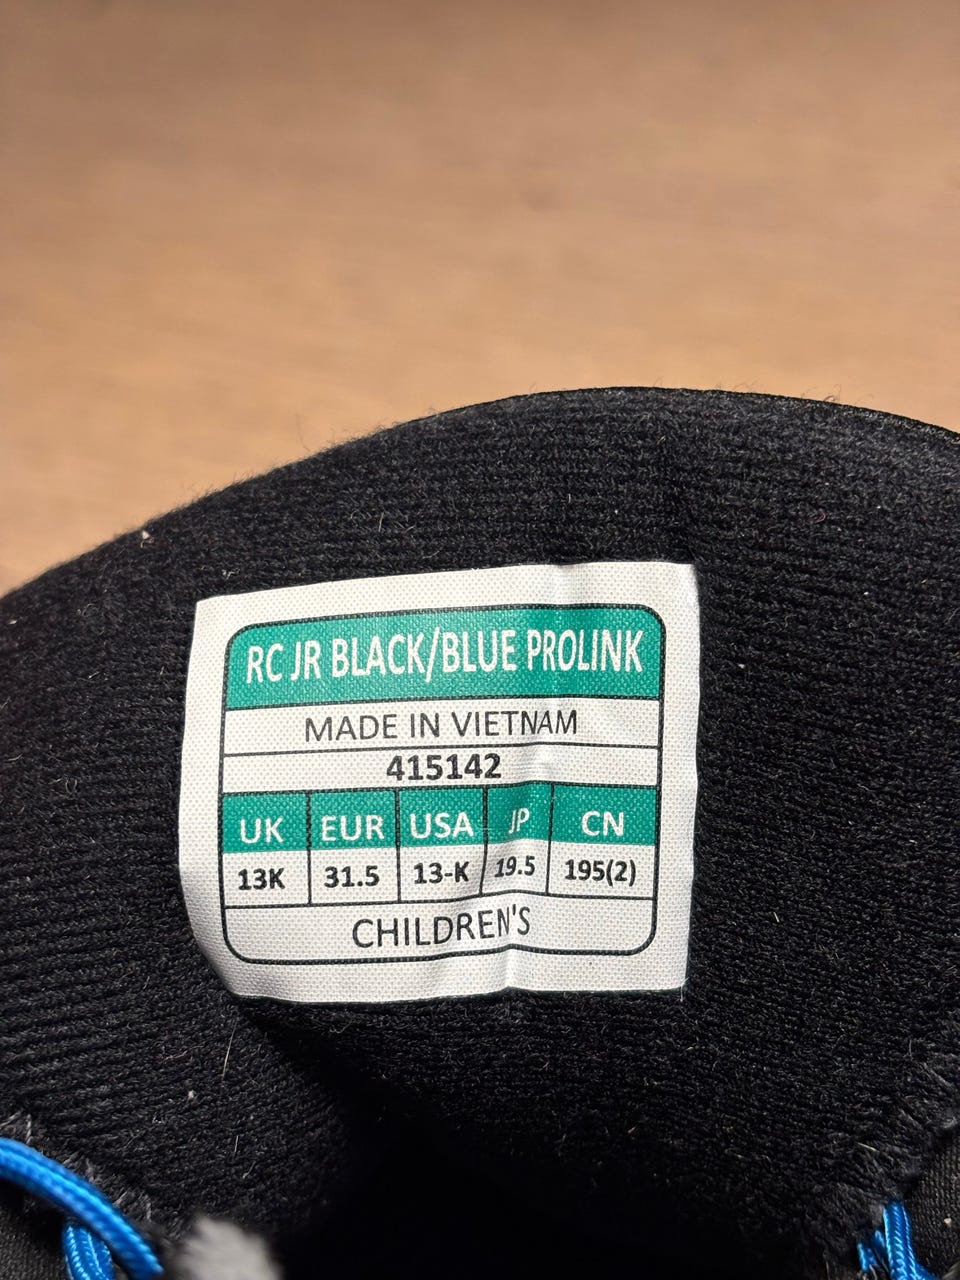 RC JR BLACK/BLUE PROLINK
MADE IN VIETNAM
415142
UK EUR USA JP CN
13K 31.5 13-K 19.5 195(2)
CHILDREN'S